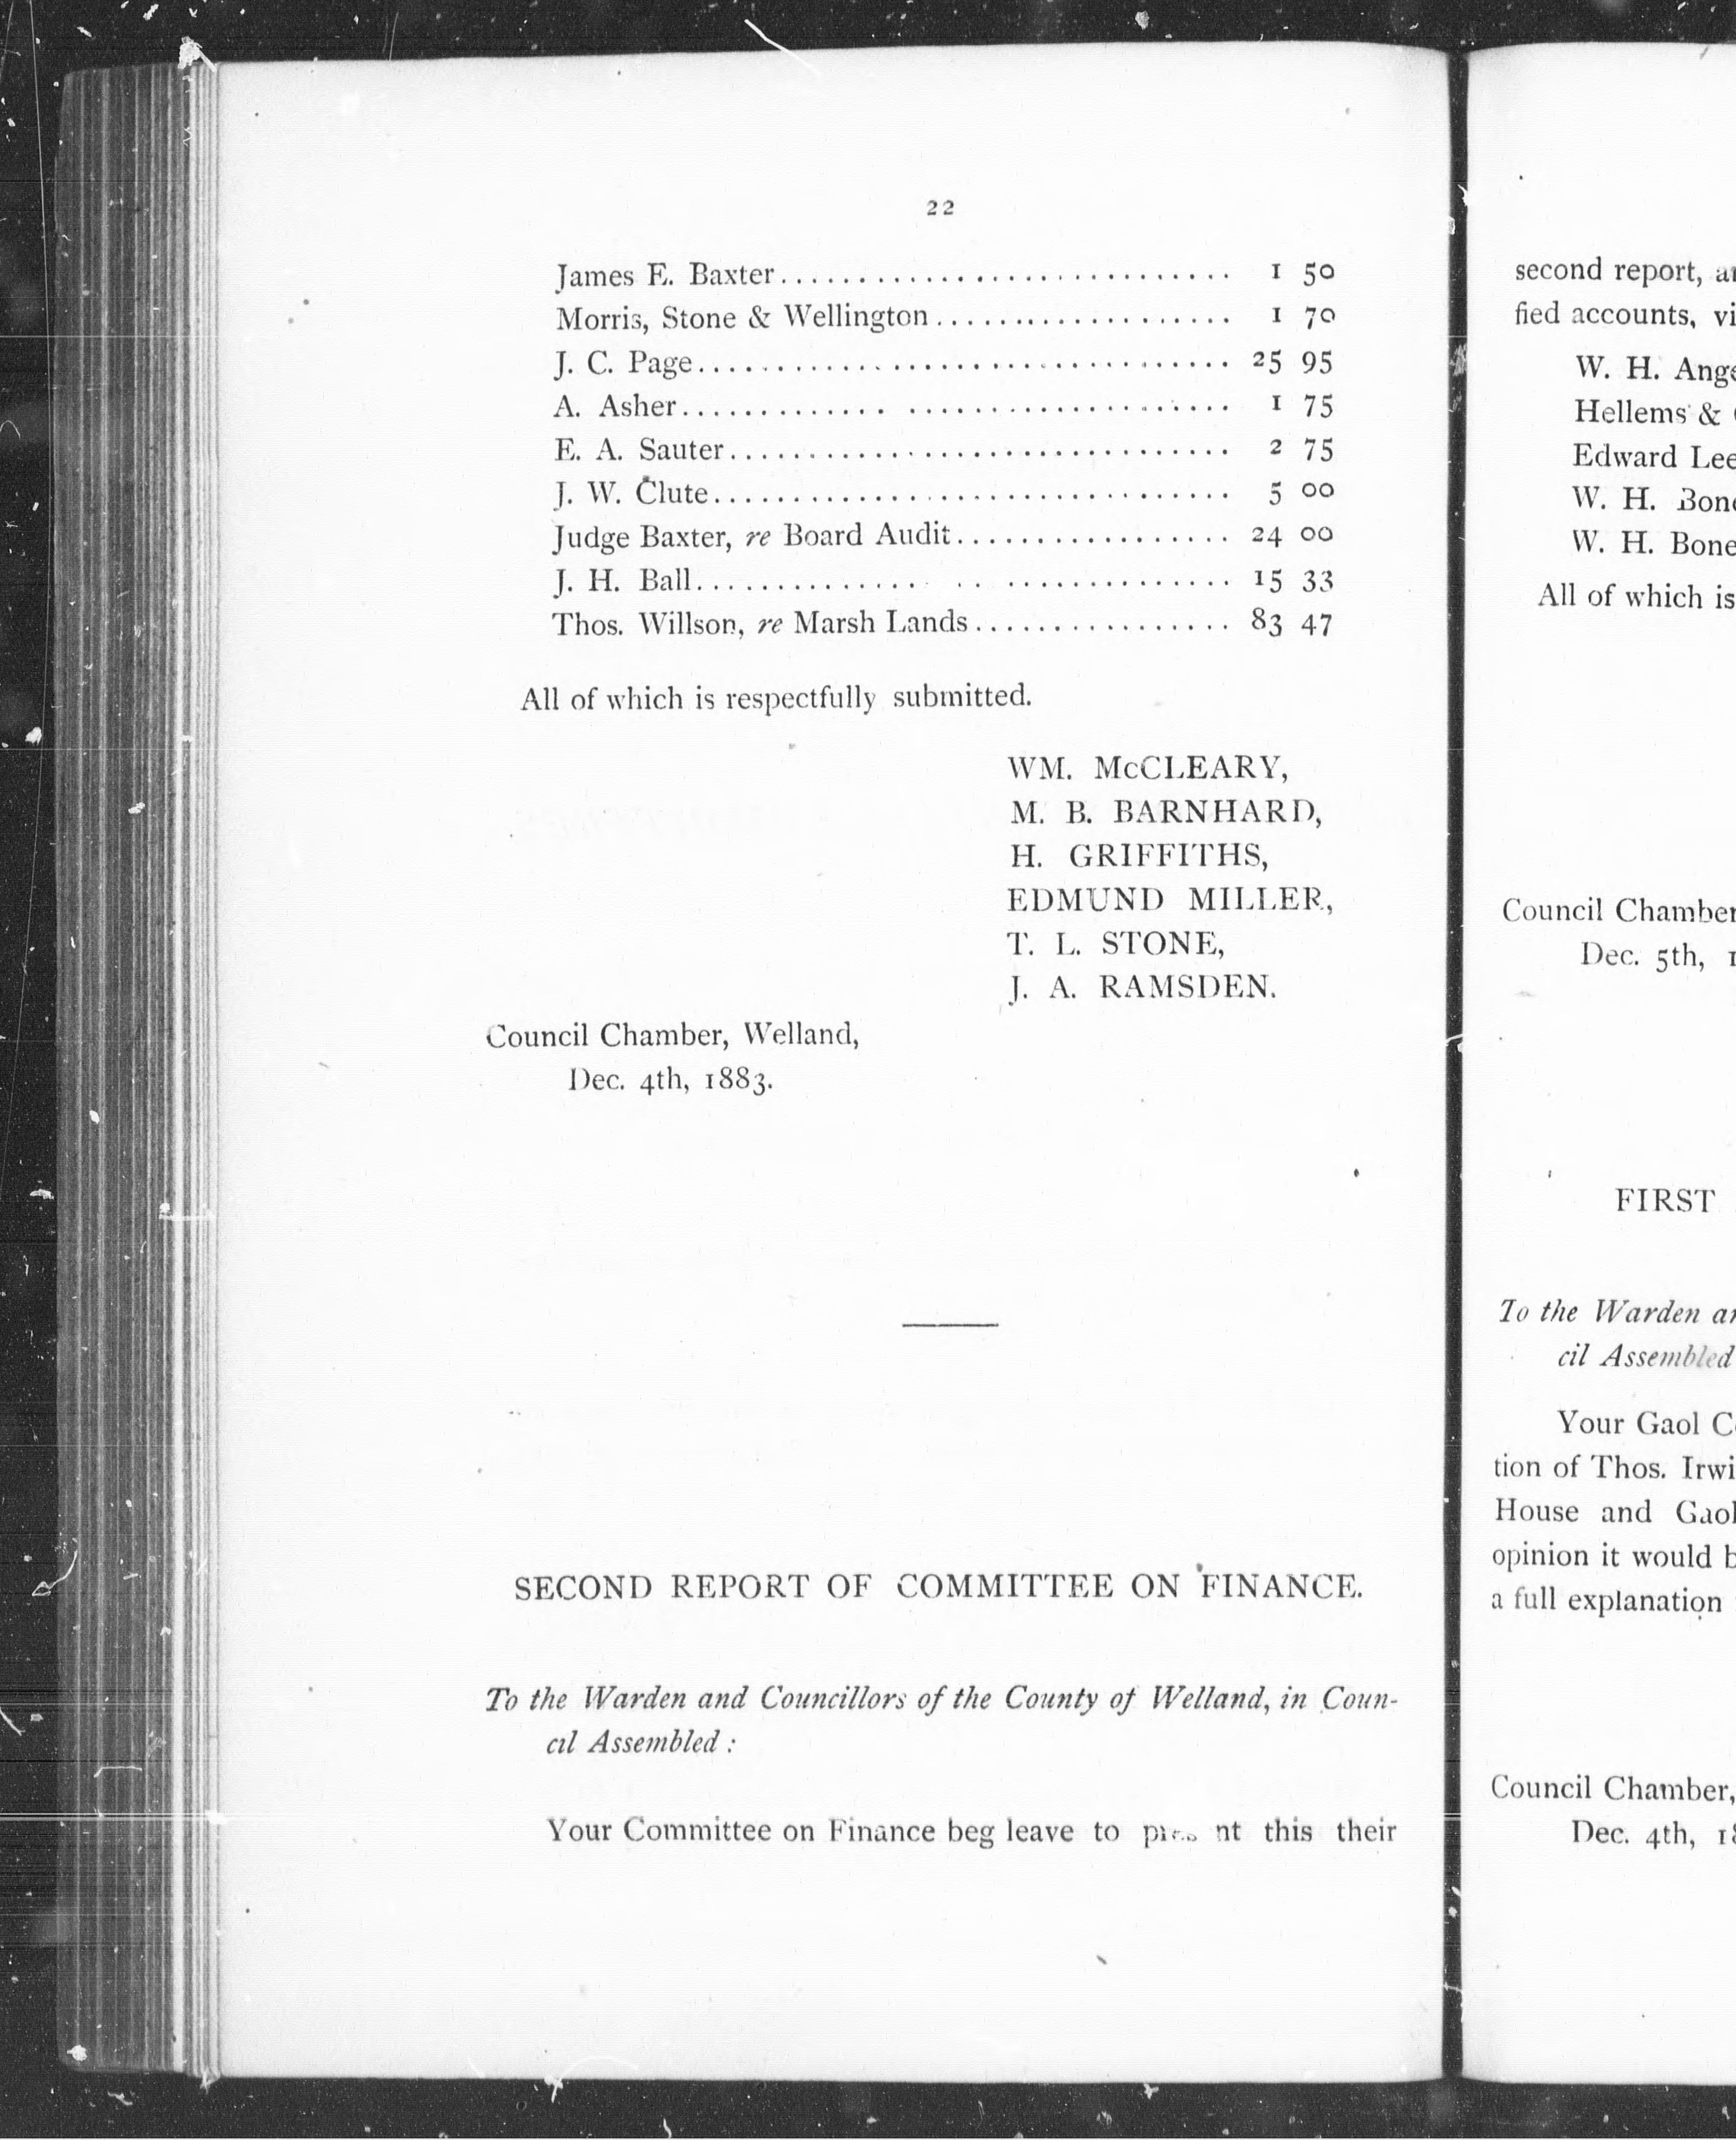 22
James E. Baxter............................. 1 50
Morris, Stone & Wellington................... 1 70
J. C. Page.................................. 25 95
A. Asher............. ..................... 1 75
E. A. Sauter................................ 2 75
J. W. Clute................................. 5 00
Judge Baxter, re Board Audit................. 24 00
J. H. Ball.............. .. ............... 15 33
Thos. Willson, re Marsh Lands................ 83 47
All of which is respectfully submitted.
WM. McCLEARY,
M. B. BARNHARD,
H. GRIFFITHS,
EDMUND MILLER,
T. L. STONE,
J. A. RAMSDEN.
Council Chamber, Welland,
Dec. 4th, 1883.
SECOND REPORT OF COMMITTEE ON FINANCE.
To the Warden and Councillors of the County of Welland, in Coun-
cil Assembled :
Your Committee on Finance beg leave to this their
second report,
fied accounts,
W. H.
Hellems &
Edward
W. H.
W. H.
All of which is
Council Chamber
Dec. 5th,
FIRST
To the Warden
cil Assembled
Your Gaol
tion of Thos.
House and Gaol
opinion it would
a full explanation
Council Chamber,
Dec. 4th,